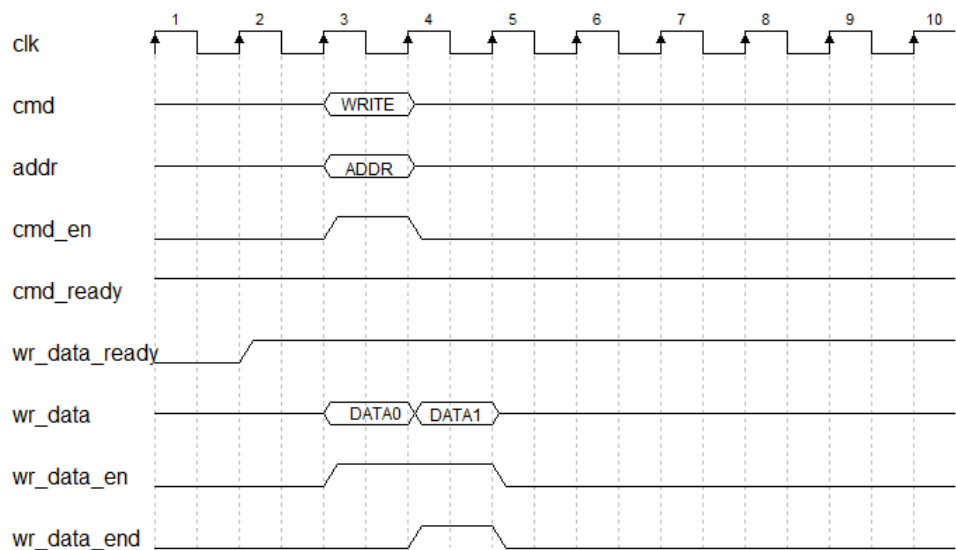 1 2 3 4 5 6 7 8 9 10
clk
cmd WRITE
addr ADDR
cmd_en
cmd_ready
wr_data_ready
wr_data DATA0 DATA1
wr_data_en
wr_data_end